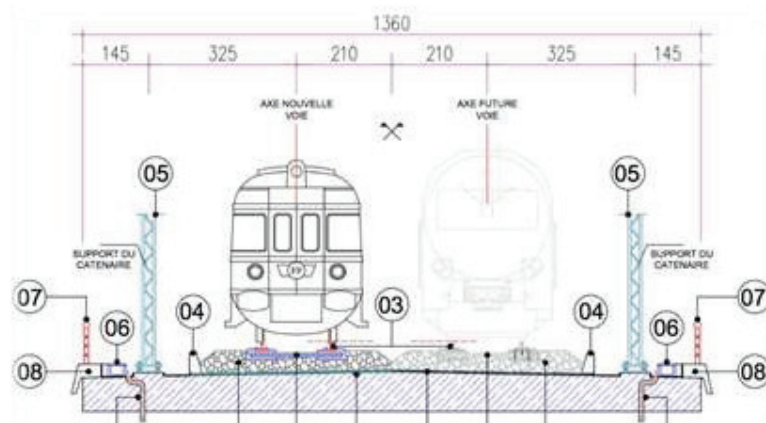 1360
145 325 210 210 325 145
AXE NOUVELLE
VOIE
AXE FUTURE
VOIE
05 05
SUPPORT DU
CATENAIRE
SUPPORT DU
CATENAIRE
FP
07 03 07
04 04
06 06
08 08